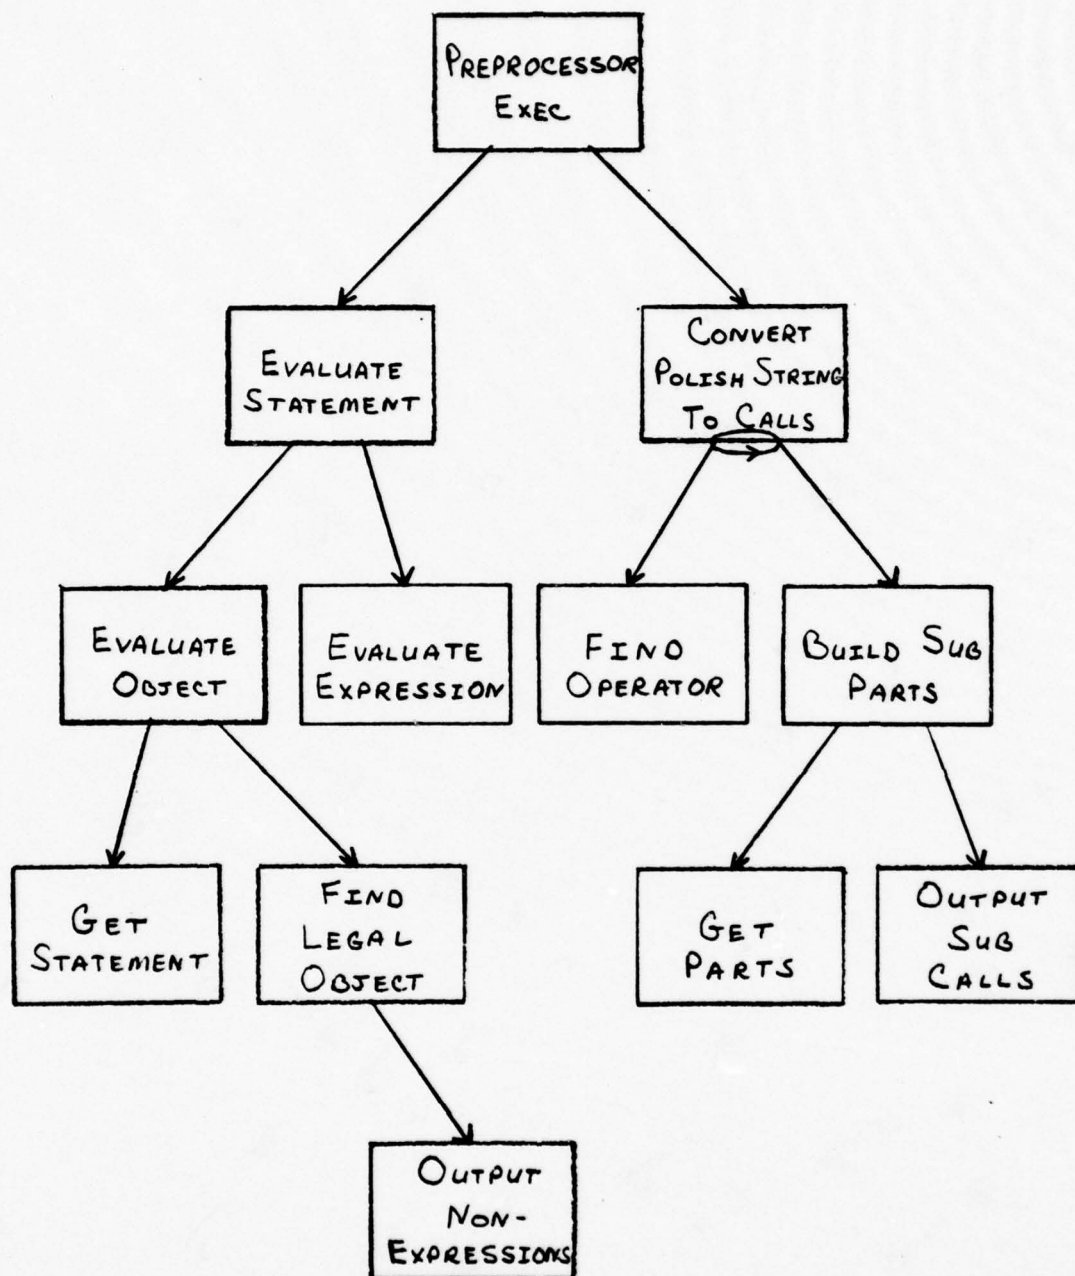 PREPROCESSOR
EXEC
EVALUATE
STATEMENT
CONVERT
POLISH STRING
TO CALLS
EVALUATE
OBJECT
EVALUATE
EXPRESSION
FIND
OPERATOR
BUILD SUB
PARTS
GET
STATEMENT
FIND
LEGAL
OBJECT
GET
PARTS
OUTPUT
SUB
CALLS
OUTPUT
NON-
EXPRESSIONS